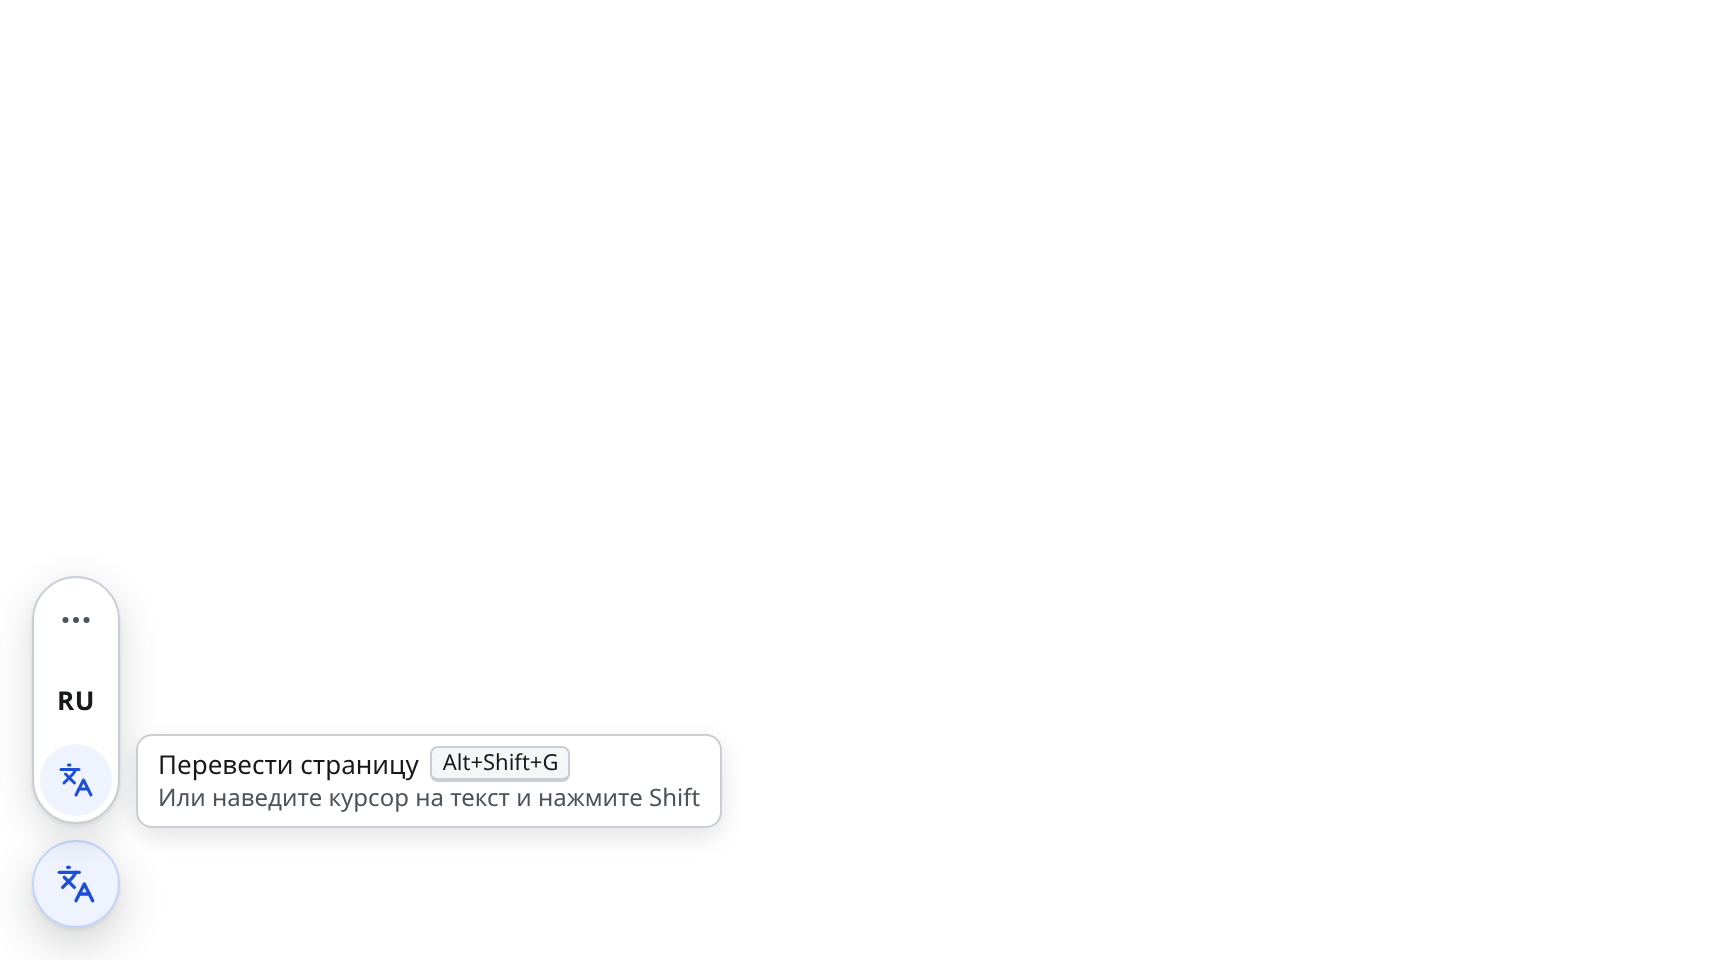 RU
Перевести страницу Alt+Shift+G
Или наведите курсор на текст и нажмите Shift